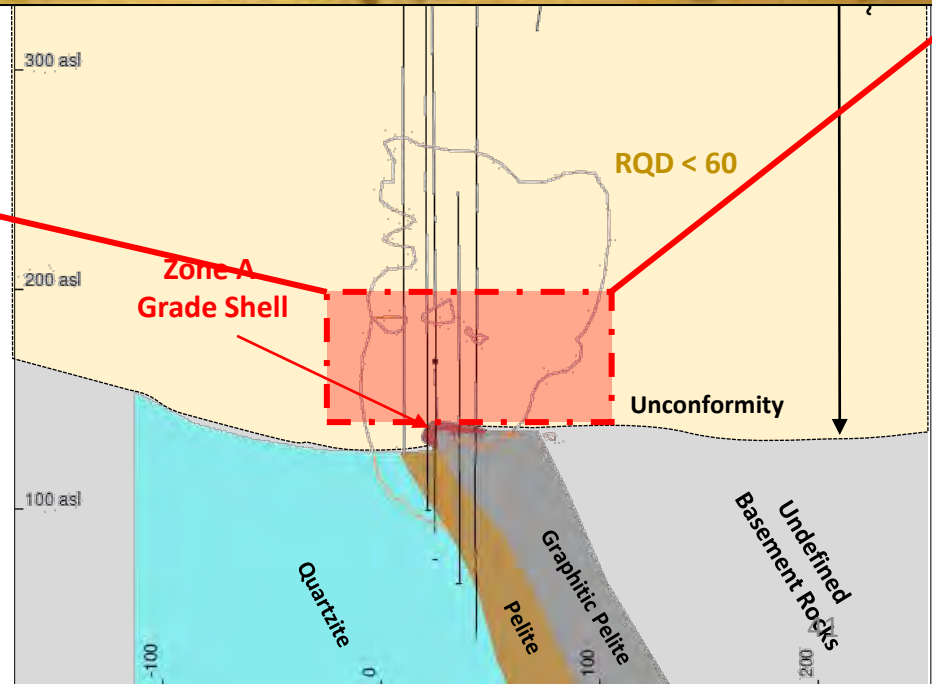 300 asl
RQD < 60
Zone A
Grade Shell
200 asl
Unconformity
100 asl
Quartzite
Pelite
Graphitic Pelite
Undefined
Basement Rocks
41
-100
0
100
200